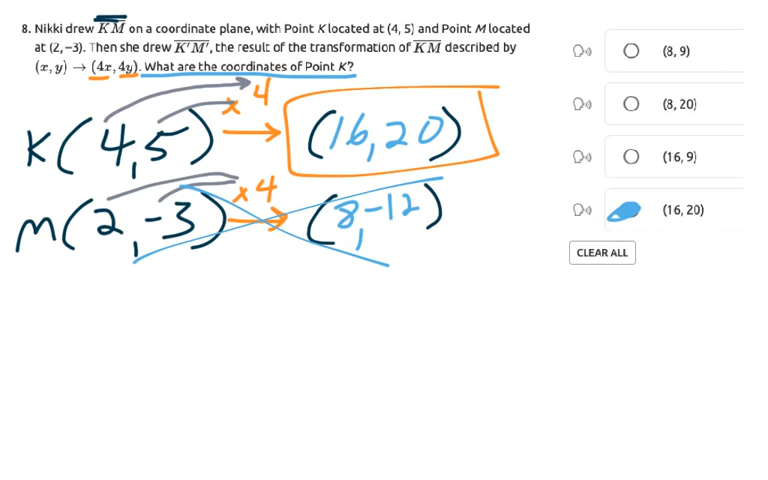 8. Nikki drew KM on a coordinate plane, with Point K located at (4, 5) and Point M located
at (2, −3). Then she drew K′M′, the result of the transformation of KM described by
(x, y) → (4x, 4y). What are the coordinates of Point K?
(8, 9)
(8, 20)
(16, 9)
(16, 20)
CLEAR ALL
x 4
K(4,5) → (16,20)
x 4
M(2,-3) → (8,-12)